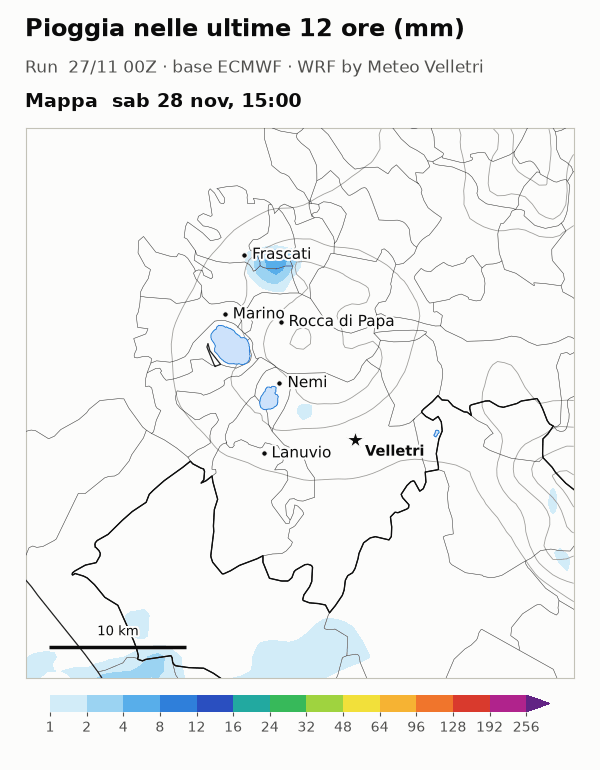 Pioggia nelle ultime 12 ore (mm)
Run 27/11 00Z · base ECMWF · WRF by Meteo Velletri
Mappa sab 28 nov, 15:00
Frascati
Marino
Rocca di Papa
Nemi
Velletri
Lanuvio
10 km
1 2 4 8 12 16 24 32 48 64 96 128 192 256